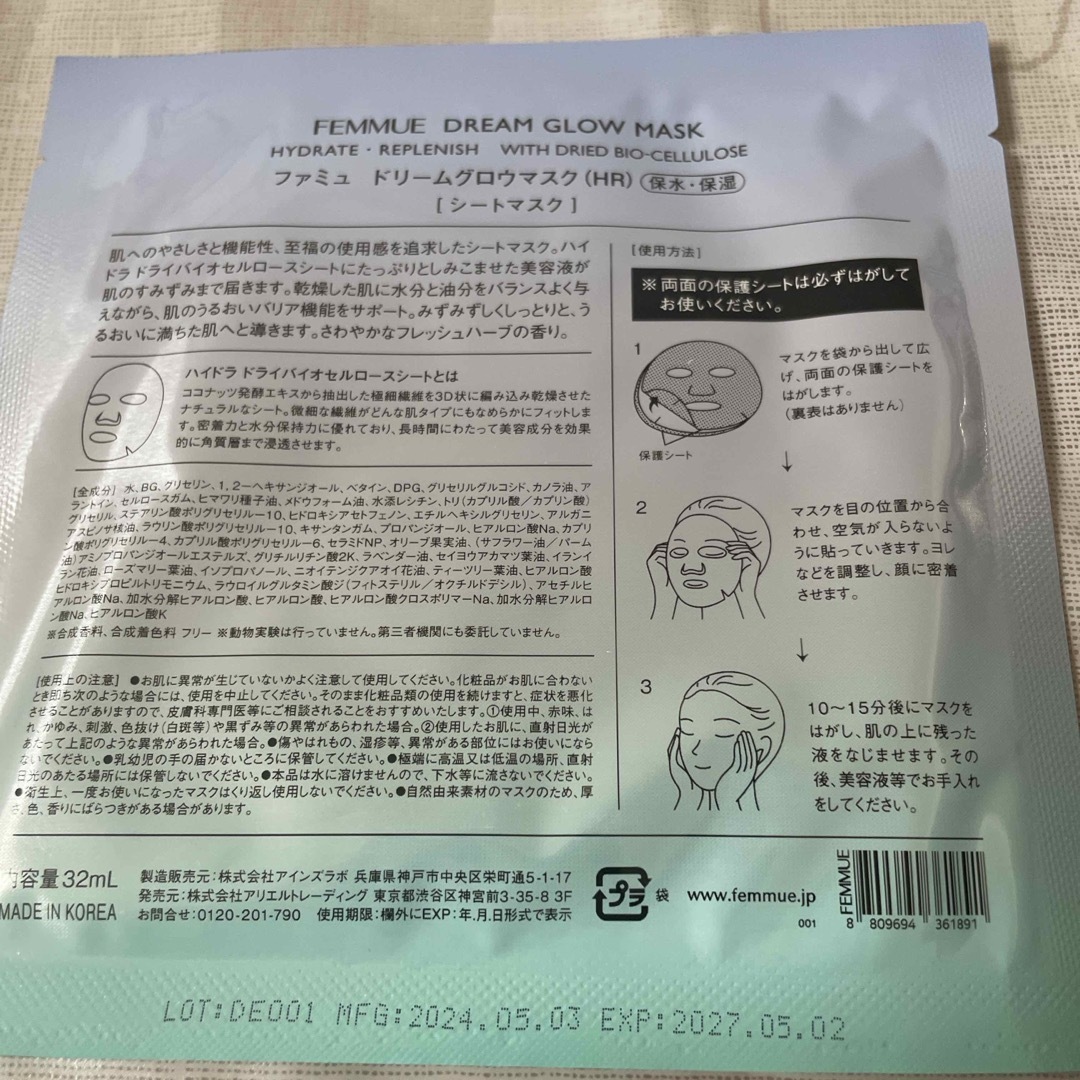 FEMMUE DREAM GLOW MASK
HYDRATE・REPLENISH WITH DRIED BIO-CELLULOSE
ファミュ ドリームグロウマスク(HR) 保水・保湿
[シートマスク]
肌へのやさしさと機能性、至福の使用感を追求したシートマスク。ハイ
ドラ ドライバイオセルロースシートにたっぷりとしみこませた美容液が
肌のすみずみまで届きます。乾燥した肌に水分と油分をバランスよく与
えながら、肌のうるおいバリア機能をサポート。みずみずしくしっとりと、う
るおいに満ちた肌へと導きます。さわやかなフレッシュハーブの香り。
ハイドラ ドライバイオセルロースシートとは
ココナッツ発酵エキスから抽出した極細繊維を3D状に編み込み乾燥させた
ナチュラルなシート。微細な繊維がどんな肌タイプにもなめらかにフィットしま
す。密着力と水分保持力に優れており、長時間にわたって美容成分を効果
的に角質層まで浸透させます。
[全成分] 水、BG、グリセリン、1,2-ヘキサンジオール、ベタイン、DPG、グリセリルグルコシド、カノラ油、ア
ラントイン、セルロースガム、ヒマワリ種子油、メドウフォーム油、水添レシチン、トリ(カプリル酸/カプリン酸)
グリセリル、ステアリン酸ポリグリセリル-10、ヒドロキシアセトフェノン、エチルヘキシルグリセリン、アルガニ
アスピノサ核油、ラウリン酸ポリグリセリル-10、キサンタンガム、プロパンジオール、ヒアルロン酸Na、カプリン
酸ポリグリセリル-4、カプリル酸ポリグリセリル-6、セラミドNP、オリーブ果実油、(サフラワー油/パーム
油)アミノプロパンジオールエステルズ、グリチルリチン酸2K、ラベンダー油、セイヨウアカマツ葉油、イランイ
ラン花油、ローズマリー葉油、イソプロパノール、ニオイテンジクアオイ花油、ティーツリー葉油、ヒアルロン酸
ヒドロキシプロピルトリモニウム、ラウロイルグルタミン酸ジ(フィトステリル/オクチルドデシル)、アセチルヒ
アルロン酸Na、加水分解ヒアルロン酸、ヒアルロン酸、ヒアルロン酸クロスポリマーNa、加水分解ヒアルロ
ン酸Na、ヒアルロン酸K
※合成香料、合成着色料 フリー ※動物実験は行っていません。第三者機関にも委託していません。
[使用上の注意] ●お肌に異常が生じていないかよく注意して使用してください。化粧品がお肌に合わない
とき即ち次のような場合には、使用を中止してください。そのまま化粧品類の使用を続けますと、症状を悪化
させることがありますので、皮膚科専門医等にご相談されることをおすすめいたします。①使用中、赤味、は
れ、かゆみ、刺激、色抜け(白斑等)や黒ずみ等の異常があらわれた場合。②使用したお肌に、直射日光が
あたって上記のような異常があらわれた場合。●傷やはれもの、湿疹等、異常がある部位にはお使いになら
ないでください。●乳幼児の手の届かないところに保管してください。●極端に高温又は低温の場所、直射
日光のあたる場所には保管しないでください。●本品は水に溶けませんので、下水等に流さないでください。
●衛生上、一度お使いになったマスクはくり返し使用しないでください。●自然由来素材のマスクのため、厚
さ、色、香りにばらつきがある場合があります。
[使用方法]
※両面の保護シートは必ずはがして
お使いください。
1
マスクを袋から出して広
げ、両面の保護シートを
はがします。
(裏表はありません)
保護シート
2
マスクを目の位置から合
わせ、空気が入らないよ
うに貼っていきます。ヨレ
などを調整し、顔に密着
させます。
3
10〜15分後にマスクを
はがし、肌の上に残った
液をなじませます。その
後、美容液等でお手入れ
をしてください。
内容量32mL
MADE IN KOREA
製造販売元:株式会社アインズラボ 兵庫県神戸市中央区栄町通5-1-17
発売元:株式会社アリエルトレーディング 東京都渋谷区神宮前3-35-8 3F
お問合せ:0120-201-790 使用期限:欄外にEXP:年.月.日形式で表示
プラ 袋
www.femmue.jp
001
FEMMUE
8 809694 361891
LOT:DE001 MFG:2024.05.03 EXP:2027.05.02